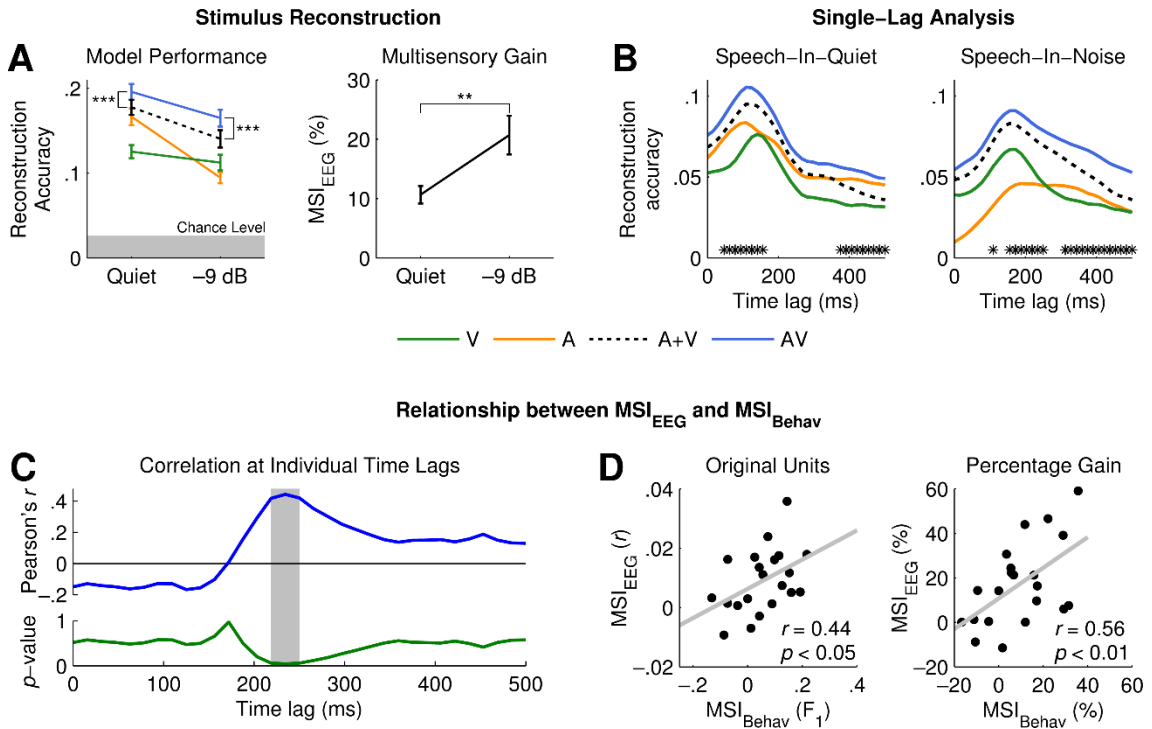 Stimulus Reconstruction
Single−Lag Analysis
A
Model Performance
Multisensory Gain
B
Speech−In−Quiet
Speech−In−Noise
Reconstruction
Accuracy
.2
.1
0
***
***
Chance Level
Quiet
−9 dB
MSI_EEG (%)
30
20
10
0
**
Quiet
−9 dB
Reconstruction
accuracy
.1
.05
0
*************
0
200
400
Time lag (ms)
.1
.05
0
*
0
200
400
Time lag (ms)
V
A
A+V
AV
Relationship between MSI_EEG and MSI_Behav
C
Correlation at Individual Time Lags
Pearson's r
.4
.2
0
−.2
p−value
1
0
0
100
200
300
400
500
Time lag (ms)
D
Original Units
Percentage Gain
MSI_EEG (r)
.04
.02
0
−.02
r = 0.44
p < 0.05
−.2
0
.2
.4
MSI_Behav (F_1)
MSI_EEG (%)
60
40
20
0
−20
r = 0.56
p < 0.01
−20
0
20
40
60
MSI_Behav (%)